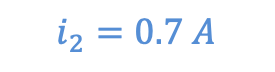 i₂ = 0.7 A